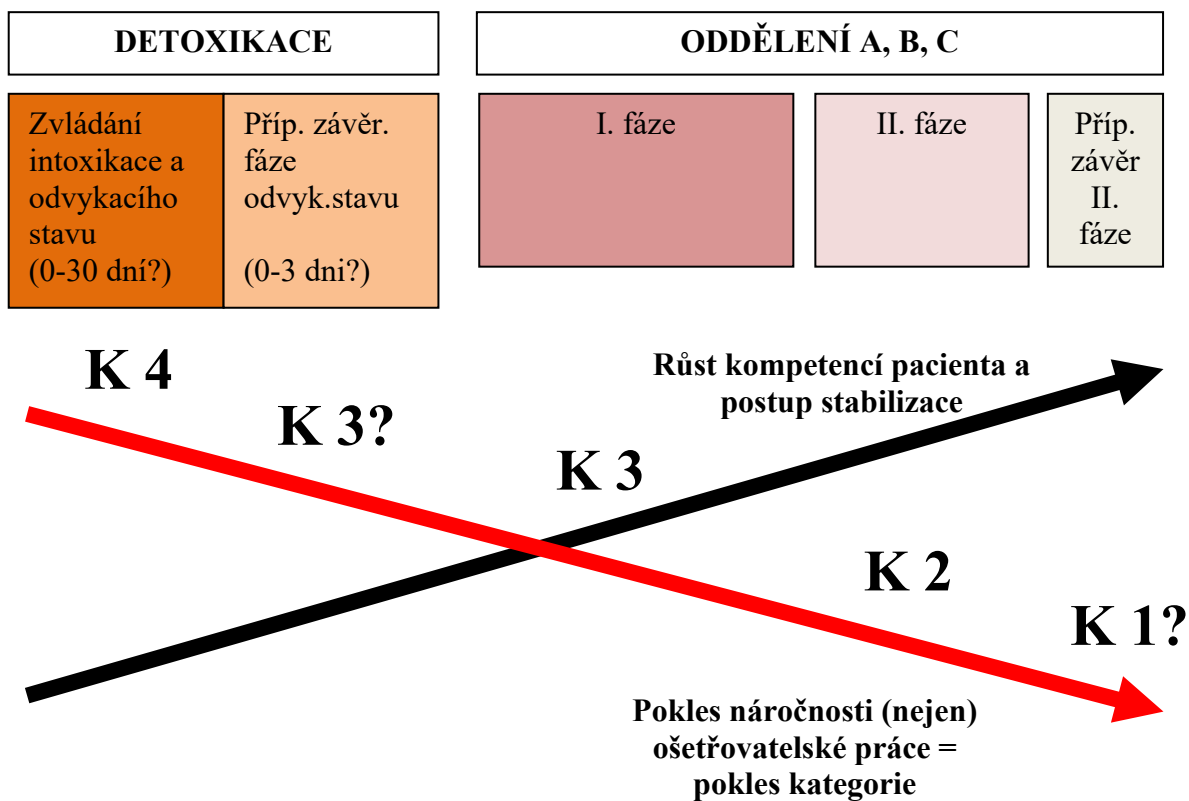 DETOXIKACE
ODDĚLENÍ A, B, C
Zvládání
intoxikace a
odvykacího
stavu
(0-30 dní?)
Příp. závěr.
fáze
odvyk.stavu
(0-3 dni?)
I. fáze
II. fáze
Příp.
závěr
II.
fáze
K 4
K 3?
K 3
Růst kompetencí pacienta a
postup stabilizace
K 2
K 1?
Pokles náročnosti (nejen)
ošetřovatelské práce =
pokles kategorie